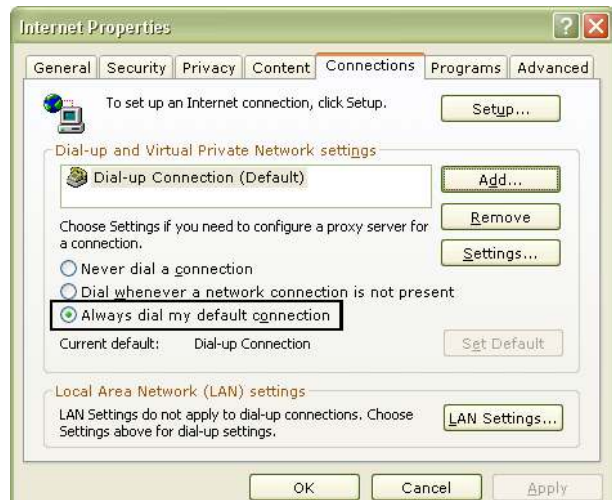 Internet Properties
General Security Privacy Content Connections Programs Advanced
To set up an Internet connection, click Setup.
Setup...
Dial-up and Virtual Private Network settings
Dial-up Connection (Default)
Add...
Remove
Choose Settings if you need to configure a proxy server for
a connection.
Settings...
Never dial a connection
Dial whenever a network connection is not present
Always dial my default connection
Current default: Dial-up Connection
Set Default
Local Area Network (LAN) settings
LAN Settings do not apply to dial-up connections. Choose
Settings above for dial-up settings.
LAN Settings...
OK Cancel Apply